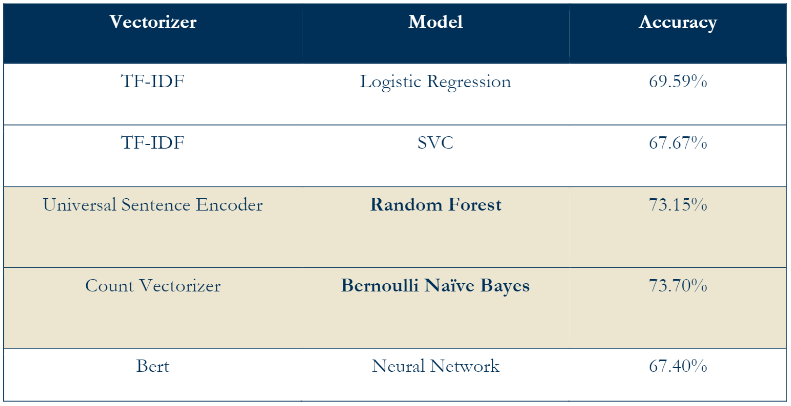 Vectorizer Model Accuracy
TF-IDF Logistic Regression 69.59%
TF-IDF SVC 67.67%
Universal Sentence Encoder Random Forest 73.15%
Count Vectorizer Bernoulli Naïve Bayes 73.70%
Bert Neural Network 67.40%